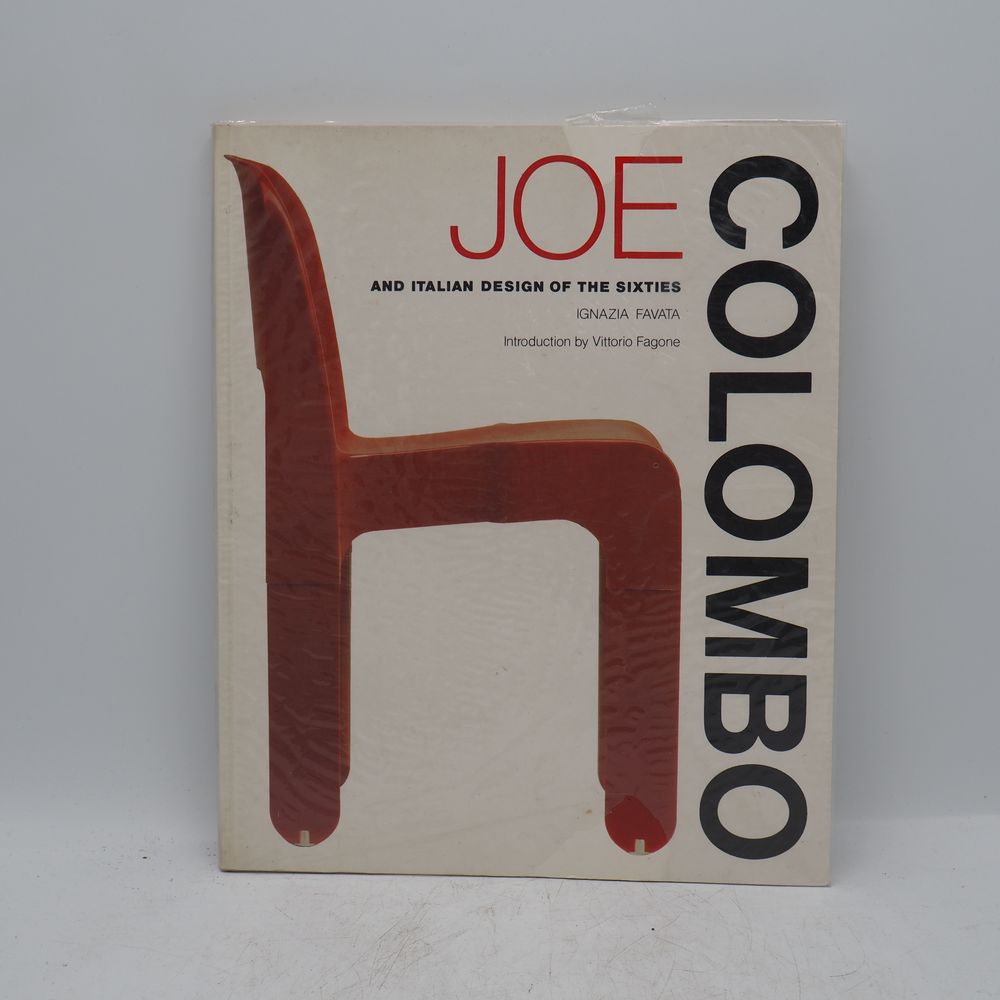 JOE
COLOMBO
AND ITALIAN DESIGN OF THE SIXTIES
IGNAZIA FAVATA
Introduction by Vittorio Fagone